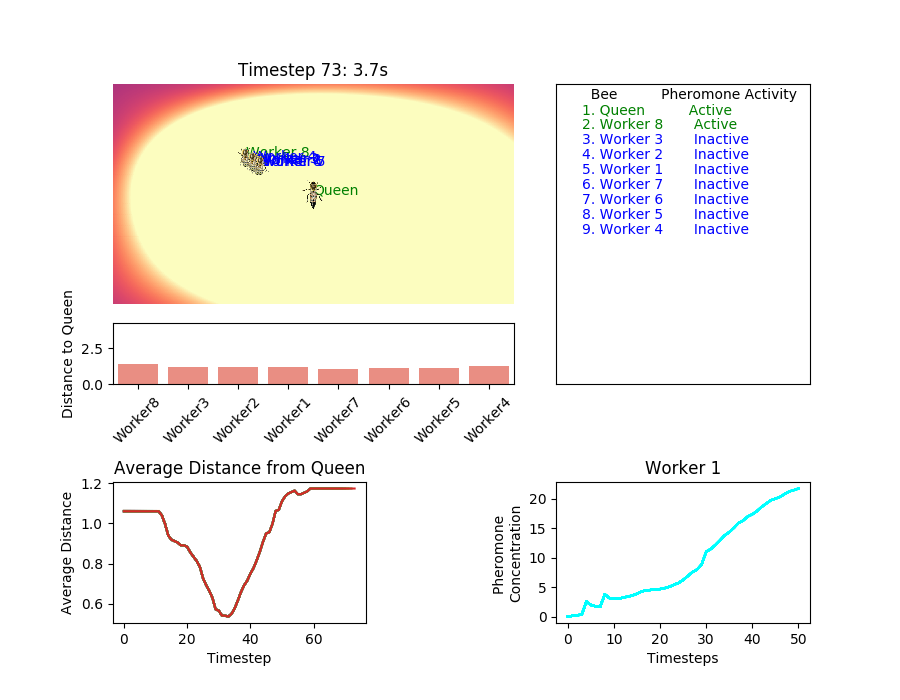 Timestep 73: 3.7s
Worker 8
Queen
Bee Pheromone Activity
1. Queen Active
2. Worker 8 Active
3. Worker 3 Inactive
4. Worker 2 Inactive
5. Worker 1 Inactive
6. Worker 7 Inactive
7. Worker 6 Inactive
8. Worker 5 Inactive
9. Worker 4 Inactive
Distance to Queen
2.5
0.0
Worker8 Worker3 Worker2 Worker1 Worker7 Worker6 Worker5 Worker4
Average Distance from Queen
Average Distance
1.2
1.0
0.8
0.6
0 20 40 60
Timestep
Worker 1
Pheromone
Concentration
20
15
10
5
0
0 10 20 30 40 50
Timesteps